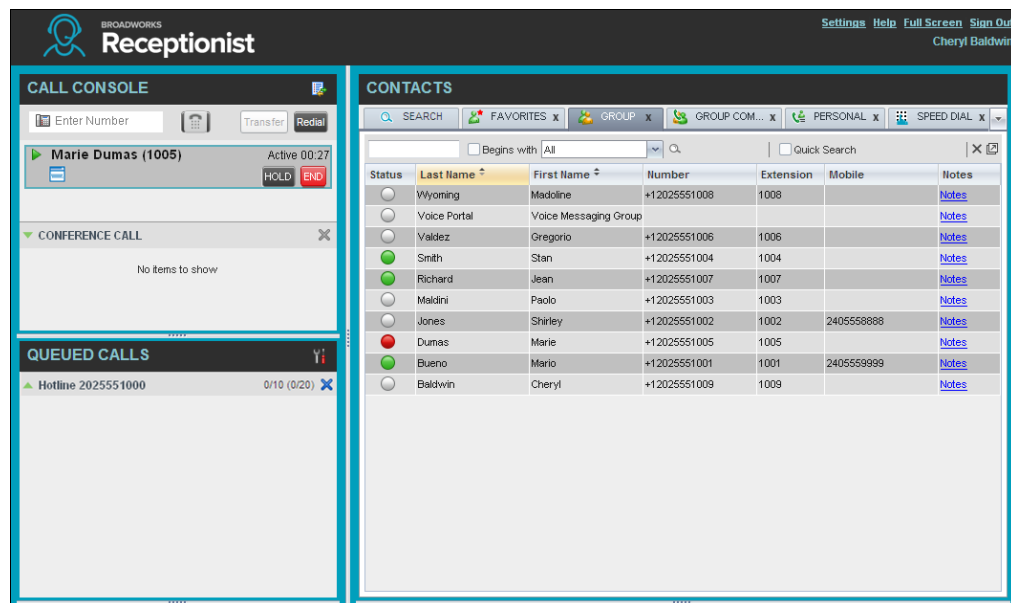 BROADWORKS
Receptionist
Settings Help Full Screen Sign Out
Cheryl Baldwin
CALL CONSOLE
Enter Number Transfer Redial
Marie Dumas (1005) Active 00:27
HOLD END
CONFERENCE CALL
No items to show
QUEUED CALLS
Hotline 2025551000 0/10 (0/20)
CONTACTS
SEARCH FAVORITES X GROUP X GROUP COM... X PERSONAL X SPEED DIAL X
Begins with All Quick Search
Status Last Name First Name Number Extension Mobile Notes
Wyoming Madoline +12025551008 1008 Notes
Voice Portal Voice Messaging Group Notes
Valdez Gregorio +12025551006 1006 Notes
Smith Stan +12025551004 1004 Notes
Richard Jean +12025551007 1007 Notes
Maldini Paolo +12025551003 1003 Notes
Jones Shirley +12025551002 1002 2405558888 Notes
Dumas Marie +12025551005 1005 Notes
Bueno Mario +12025551001 1001 2405559999 Notes
Baldwin Cheryl +12025551009 1009 Notes